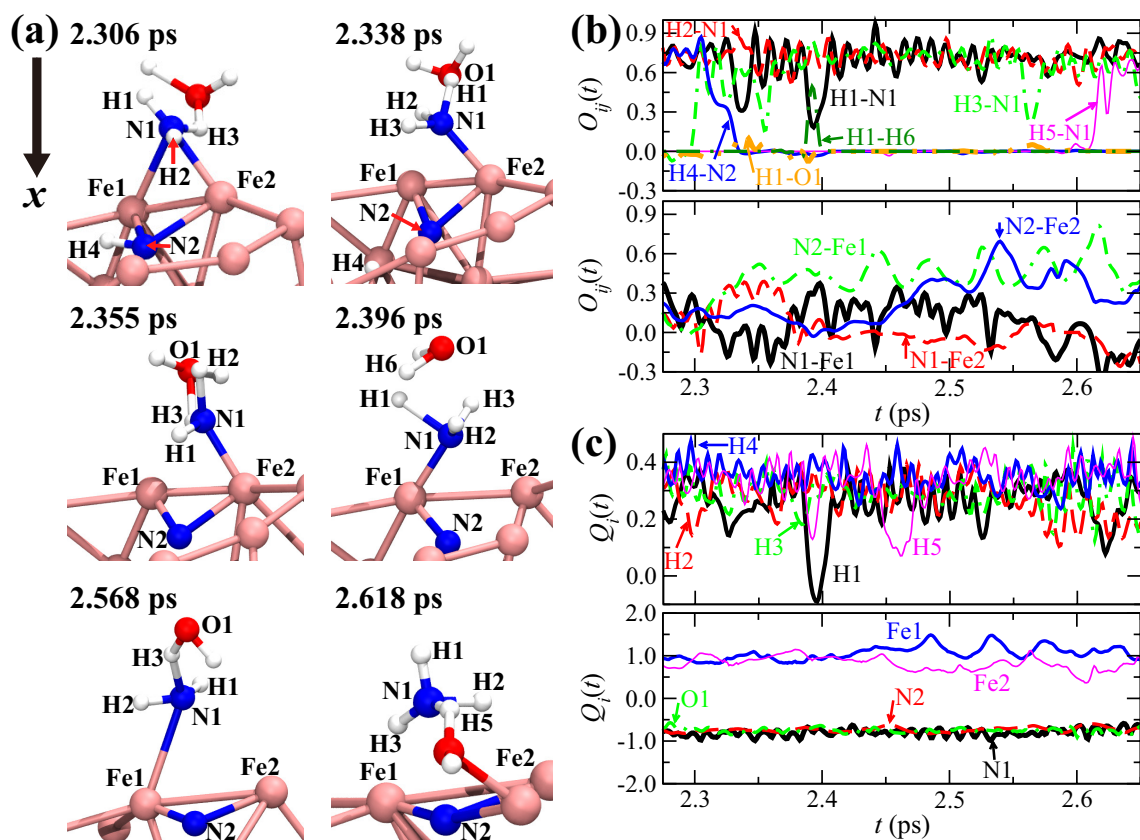 (a)
x
2.306 ps
H1
N1
H3
H2
Fe1
Fe2
H4
N2
2.338 ps
O1
H2
H1
H3
N1
Fe1
Fe2
N2
H4
2.355 ps
O1
H2
H3
N1
H1
Fe1
Fe2
N2
2.396 ps
O1
H6
H1
H3
N1
H2
Fe1
Fe2
N2
2.568 ps
O1
H3
H1
H2
N1
Fe1
Fe2
N2
2.618 ps
H1
N1
H2
H5
H3
Fe1
Fe2
N2
(b)
Oij(t)
0.9
0.6
0.3
0.0
-0.3
H2-N1
H1-N1
H3-N1
H5-N1
H1-H6
H4-N2
H1-O1
Oij(t)
0.9
0.6
0.3
0.0
-0.3
N2-Fe1
N2-Fe2
N1-Fe1
N1-Fe2
2.3 2.4 2.5 2.6
t (ps)
(c)
Qi(t)
0.4
0.2
0.0
H4
H2
H3
H5
H1
Qi(t)
2.0
1.0
0.0
-1.0
-2.0
Fe1
Fe2
O1
N2
N1
2.3 2.4 2.5 2.6
t (ps)